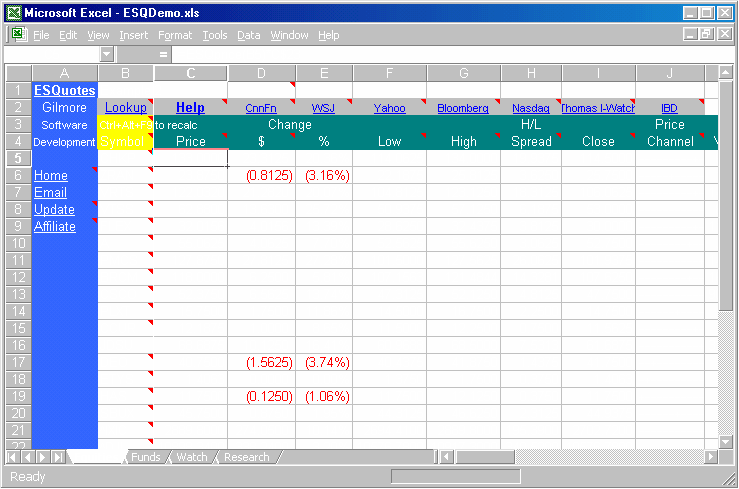 Microsoft Excel - ESQDemo.xls
File Edit View Insert Format Tools Data Window Help
=
A B C D E F G H I J
1 ESQuotes
2 Gilmore Lookup Help CnnFn WSJ Yahoo Bloomberg Nasdaq Thomas I-Watch IBD
3 Software to recalc Change H/L Price
4 Development Symbol Price $ % Low High Spread Close Channel
5
6 Home (0.8125) (3.16%)
7 Email
8 Update
9 Affiliate
10
11
12
13
14
15
16
17 (1.5625) (3.74%)
18
19 (0.1250) (1.06%)
20
21
22
Funds Watch Research
Ready